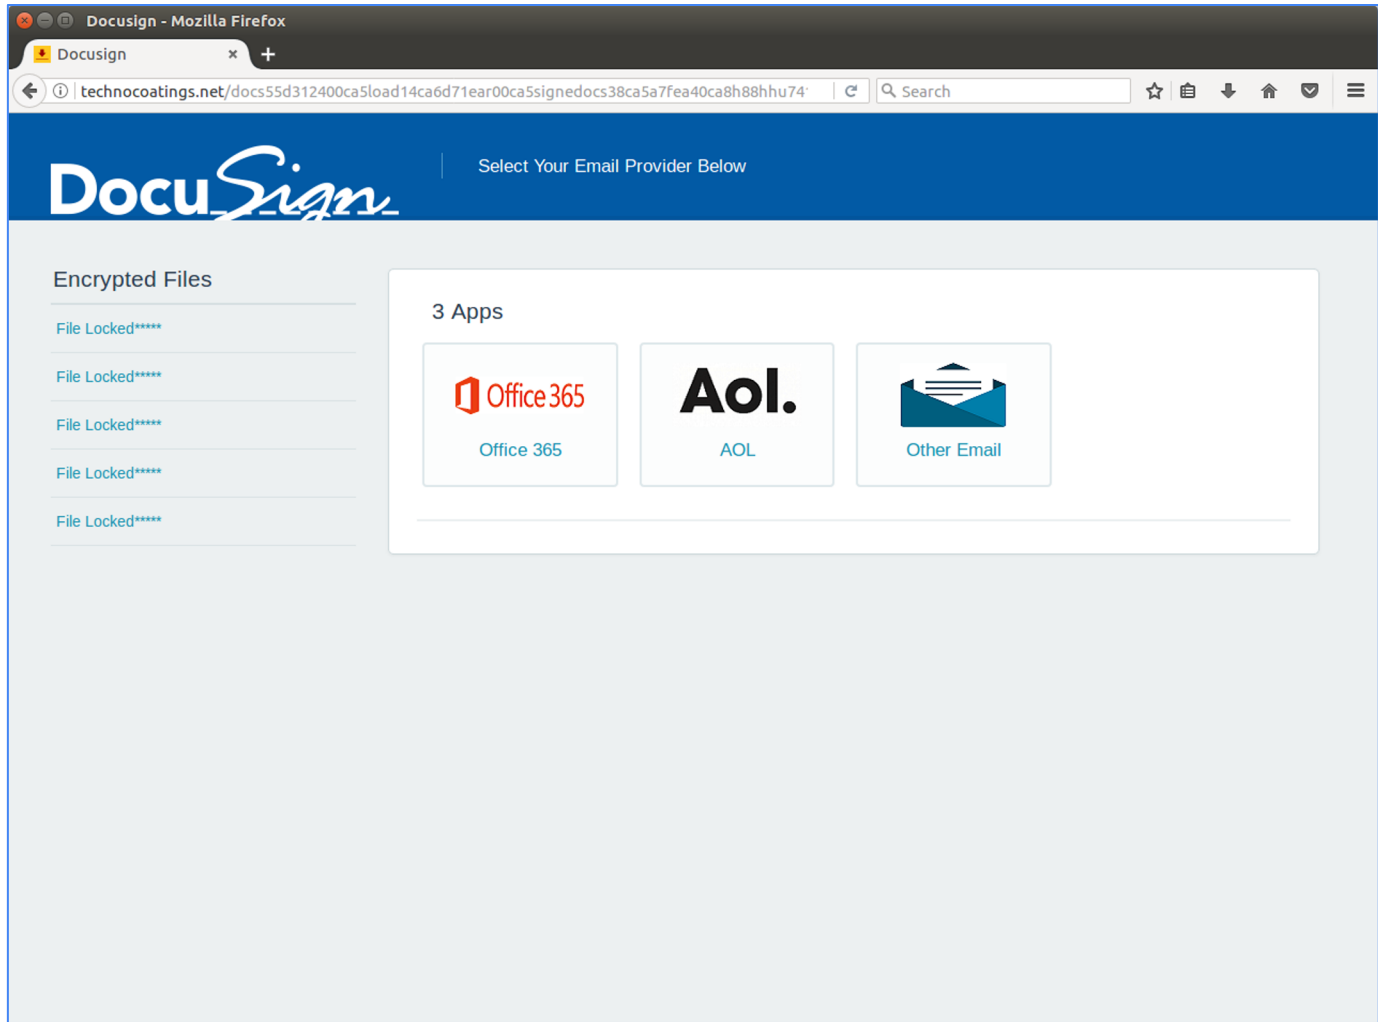 Docusign - Mozilla Firefox
Docusign
technocoatings.net/docs55d312400ca5load14ca6d71ear00ca5signedocs38ca5a7fea40ca8h88hhu74
Search
DocuSign
Select Your Email Provider Below
Encrypted Files
File Locked*****
File Locked*****
File Locked*****
File Locked*****
File Locked*****
3 Apps
Office 365
Aol.
Office 365
AOL
Other Email